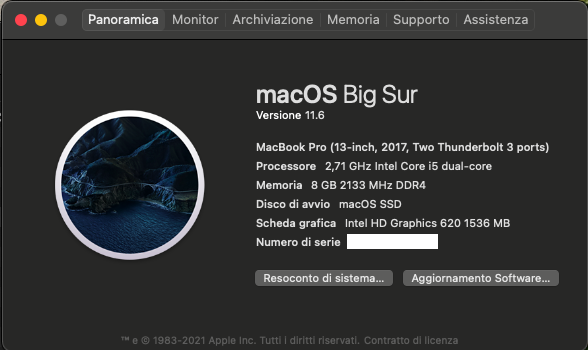 Panoramica Monitor Archiviazione Memoria Supporto Assistenza
macOS Big Sur
Versione 11.6
MacBook Pro (13-inch, 2017, Two Thunderbolt 3 ports)
Processore 2,71 GHz Intel Core i5 dual-core
Memoria 8 GB 2133 MHz DDR4
Disco di avvio macOS SSD
Scheda grafica Intel HD Graphics 620 1536 MB
Numero di serie
Resoconto di sistema... Aggiornamento Software...
™ e © 1983-2021 Apple Inc. Tutti i diritti riservati. Contratto di licenza